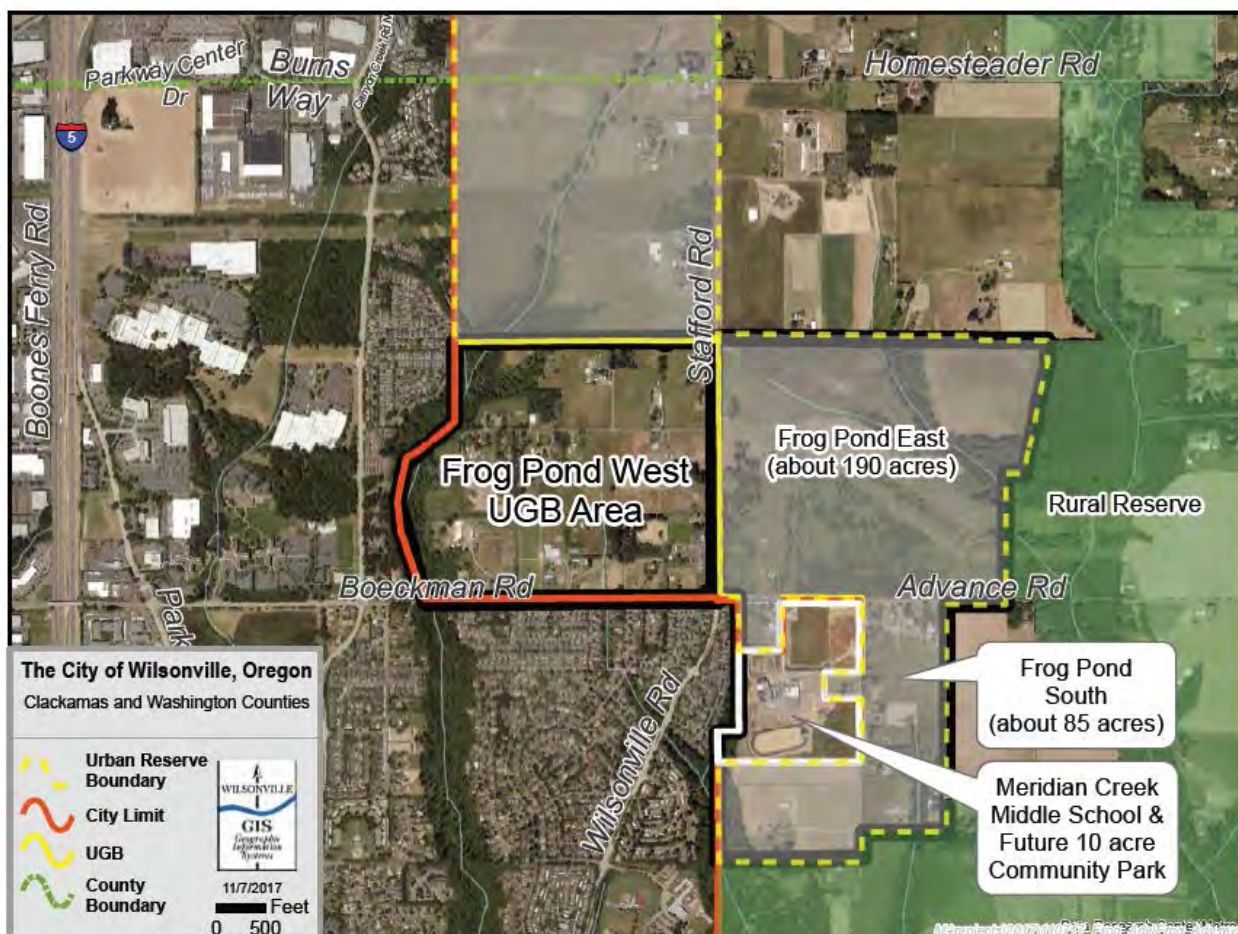 Parkway Center
Dr
Burns
Way
Canyon Creek Rd N
Homesteader Rd
5
Boones Ferry Rd
Stafford Rd
Frog Pond East
(about 190 acres)
Frog Pond West
UGB Area
Rural Reserve
Boeckman Rd
Advance Rd
Park
Wilsonville Rd
Frog Pond
South
(about 85 acres)
Meridian Creek
Middle School &
Future 10 acre
Community Park
The City of Wilsonville, Oregon
Clackamas and Washington Counties
Urban Reserve
Boundary
City Limit
UGB
County
Boundary
WILSONVILLE
GIS
Geographic
Information
Systems
11/7/2017
Feet
0 500